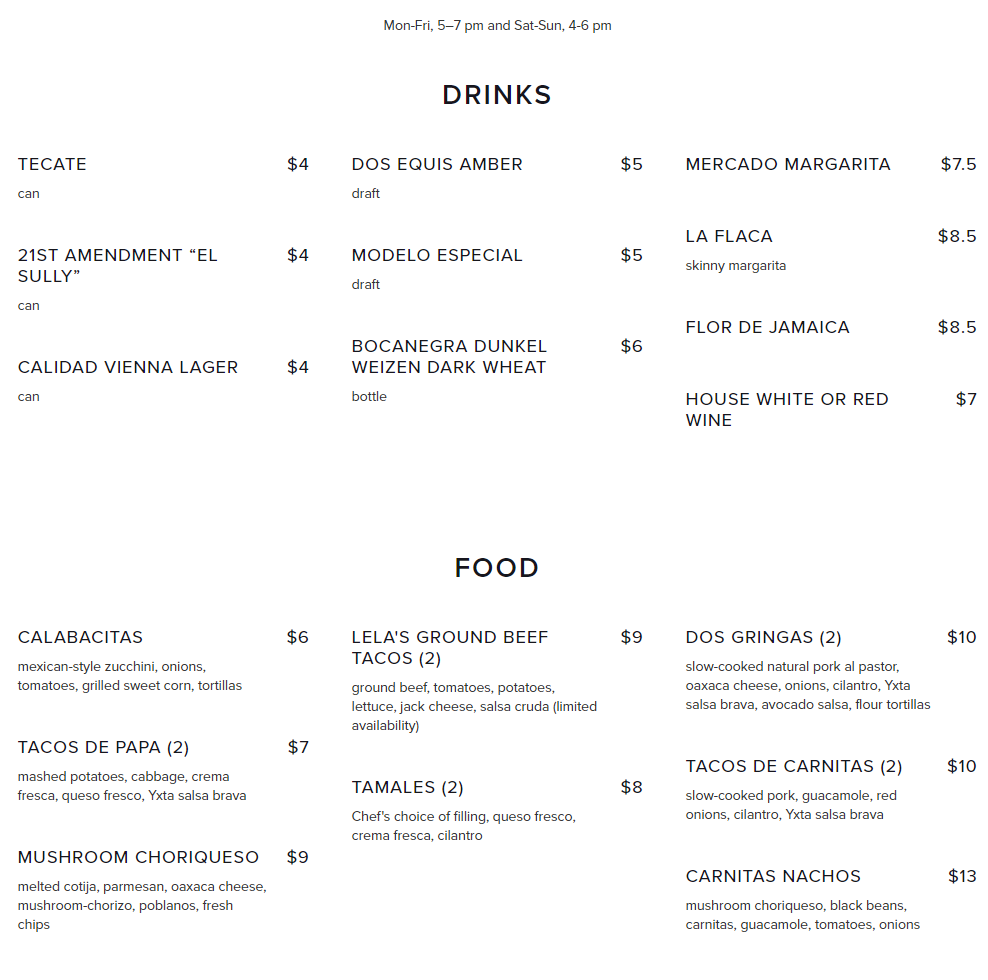 Mon-Fri, 5–7 pm and Sat-Sun, 4-6 pm
DRINKS
TECATE $4
can
21ST AMENDMENT “EL $4
SULLY”
can
CALIDAD VIENNA LAGER $4
can
DOS EQUIS AMBER $5
draft
MODELO ESPECIAL $5
draft
BOCANEGRA DUNKEL $6
WEIZEN DARK WHEAT
bottle
MERCADO MARGARITA $7.5
LA FLACA $8.5
skinny margarita
FLOR DE JAMAICA $8.5
HOUSE WHITE OR RED $7
WINE
FOOD
CALABACITAS $6
mexican-style zucchini, onions,
tomatoes, grilled sweet corn, tortillas
TACOS DE PAPA (2) $7
mashed potatoes, cabbage, crema
fresca, queso fresco, Yxta salsa brava
MUSHROOM CHORIQUESO $9
melted cotija, parmesan, oaxaca cheese,
mushroom-chorizo, poblanos, fresh
chips
LELA'S GROUND BEEF $9
TACOS (2)
ground beef, tomatoes, potatoes,
lettuce, jack cheese, salsa cruda (limited
availability)
TAMALES (2) $8
Chef's choice of filling, queso fresco,
crema fresca, cilantro
DOS GRINGAS (2) $10
slow-cooked natural pork al pastor,
oaxaca cheese, onions, cilantro, Yxta
salsa brava, avocado salsa, flour tortillas
TACOS DE CARNITAS (2) $10
slow-cooked pork, guacamole, red
onions, cilantro, Yxta salsa brava
CARNITAS NACHOS $13
mushroom choriqueso, black beans,
carnitas, guacamole, tomatoes, onions